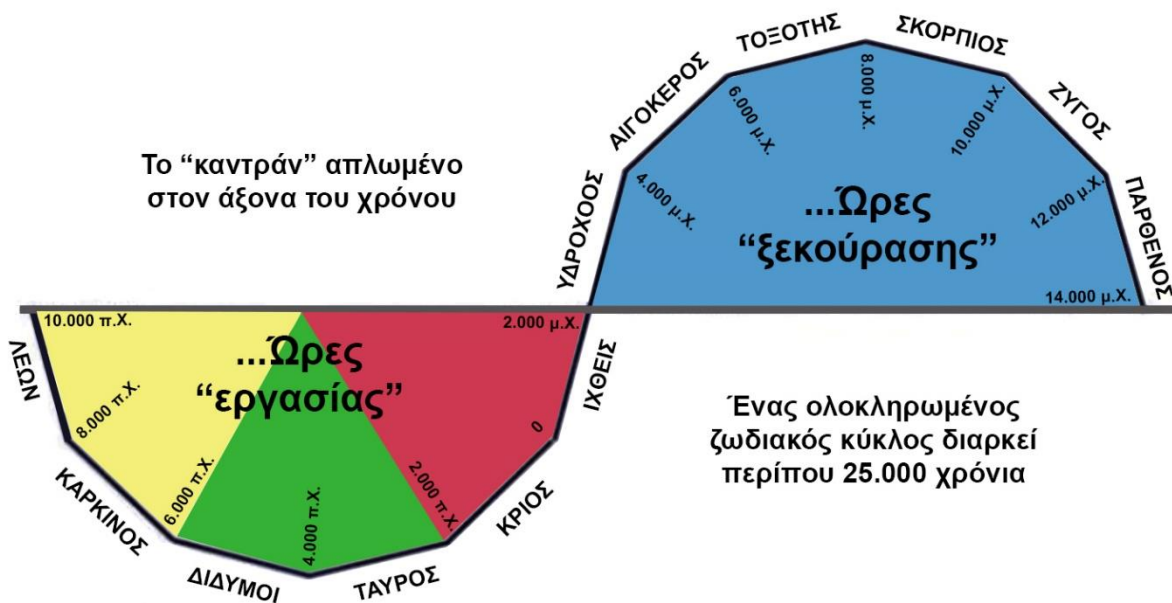 Το “καντράν” απλωμένο
στον άξονα του χρόνου
ΥΔΡΟΧΟΟΣ
ΑΙΓΟΚΕΡΟΣ
ΤΟΞΟΤΗΣ
ΣΚΟΡΠΙΟΣ
ΖΥΓΟΣ
ΠΑΡΘΕΝΟΣ
4.000 μ.Χ.
6.000 μ.Χ.
8.000 μ.Χ.
10.000 μ.Χ.
12.000 μ.Χ.
14.000 μ.Χ.
...Ώρες
“ξεκούρασης”
10.000 π.Χ.
8.000 π.Χ.
6.000 π.Χ.
4.000 π.Χ.
2.000 π.Χ.
0
2.000 μ.Χ.
...Ώρες
“εργασίας”
ΛΕΩΝ
ΚΑΡΚΙΝΟΣ
ΔΙΔΥΜΟΙ
ΤΑΥΡΟΣ
ΚΡΙΟΣ
ΙΧΘΕΙΣ
Ένας ολοκληρωμένος
ζωδιακός κύκλος διαρκεί
περίπου 25.000 χρόνια